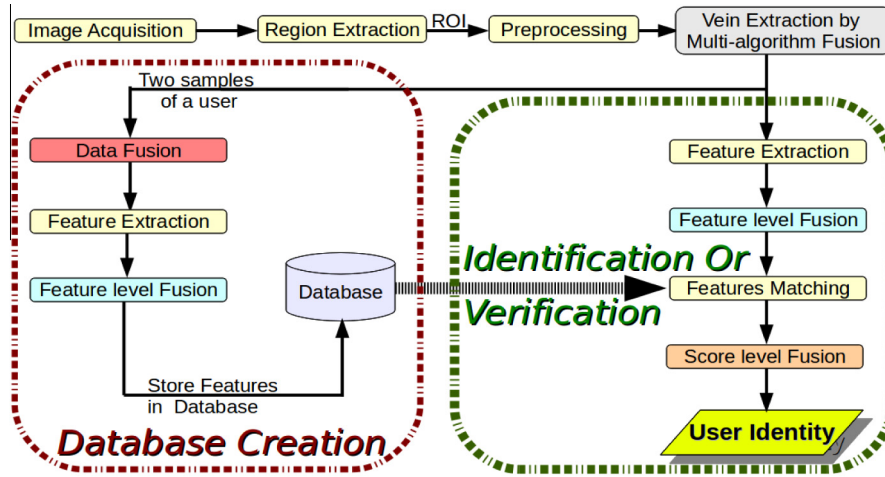 Image Acquisition
Region Extraction
ROI
Preprocessing
Vein Extraction by
Multi-algorithm Fusion
Two samples
of a user
Data Fusion
Feature Extraction
Feature level Fusion
Store Features
in Database
Database
Database Creation
Identification Or
Verification
Feature Extraction
Feature level Fusion
Features Matching
Score level Fusion
User Identity